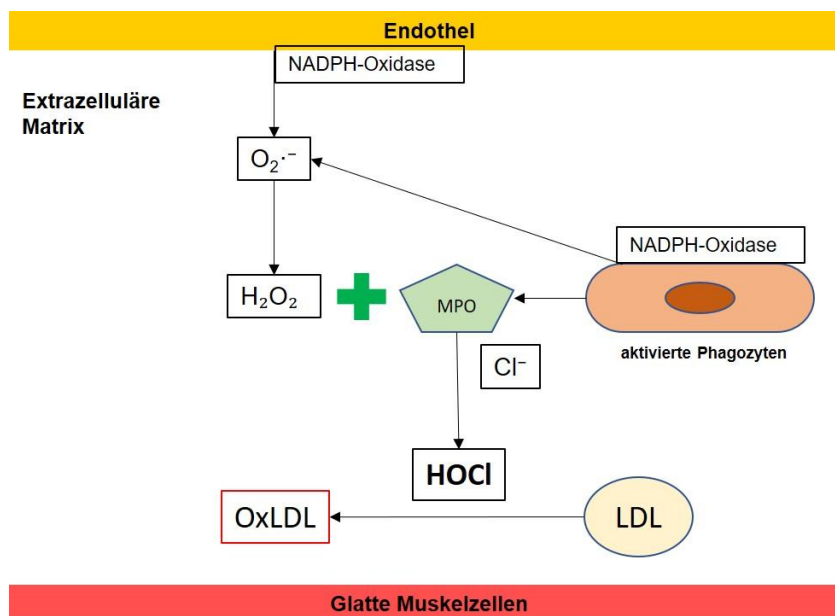 Endothel
NADPH-Oxidase
Extrazelluläre
Matrix
O₂·⁻
NADPH-Oxidase
H₂O₂
MPO
aktivierte Phagozyten
Cl⁻
HOCl
OxLDL
LDL
Glatte Muskelzellen